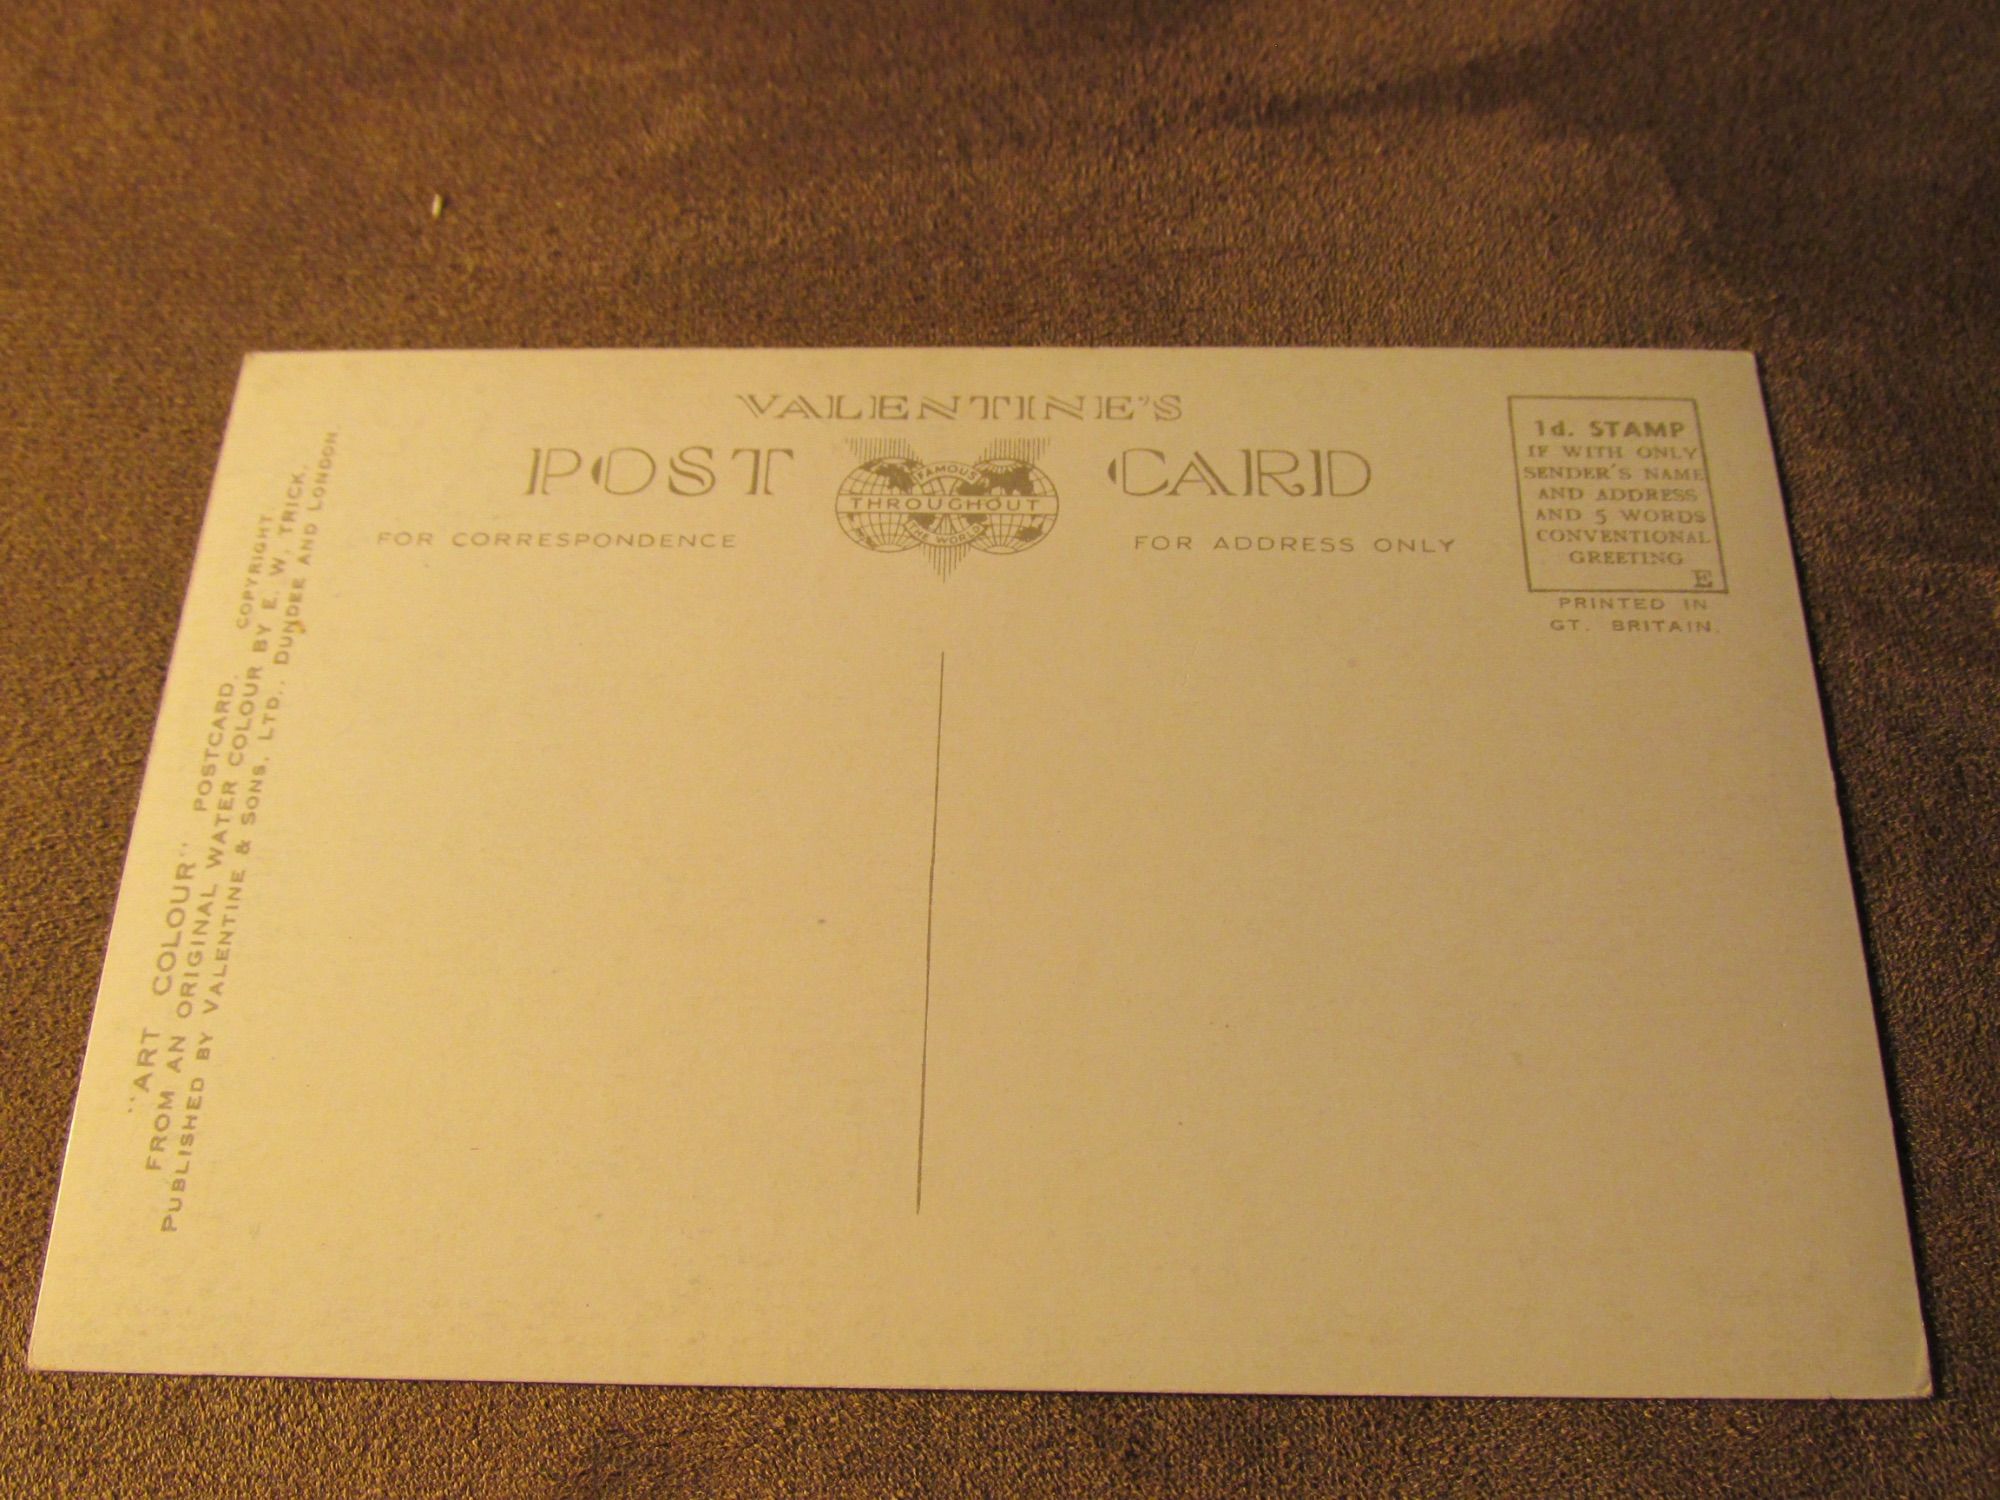 VALENTINE'S
POST CARD
FAMOUS
THROUGHOUT
THE WORLD
FOR CORRESPONDENCE
FOR ADDRESS ONLY
1d. STAMP
IF WITH ONLY
SENDER'S NAME
AND ADDRESS
AND 5 WORDS
CONVENTIONAL
GREETING
E
PRINTED IN
GT. BRITAIN.
"ART COLOUR" POSTCARD. COPYRIGHT
FROM AN ORIGINAL WATER COLOUR BY E. W. TRICK.
PUBLISHED BY VALENTINE & SONS, LTD., DUNDEE AND LONDON.